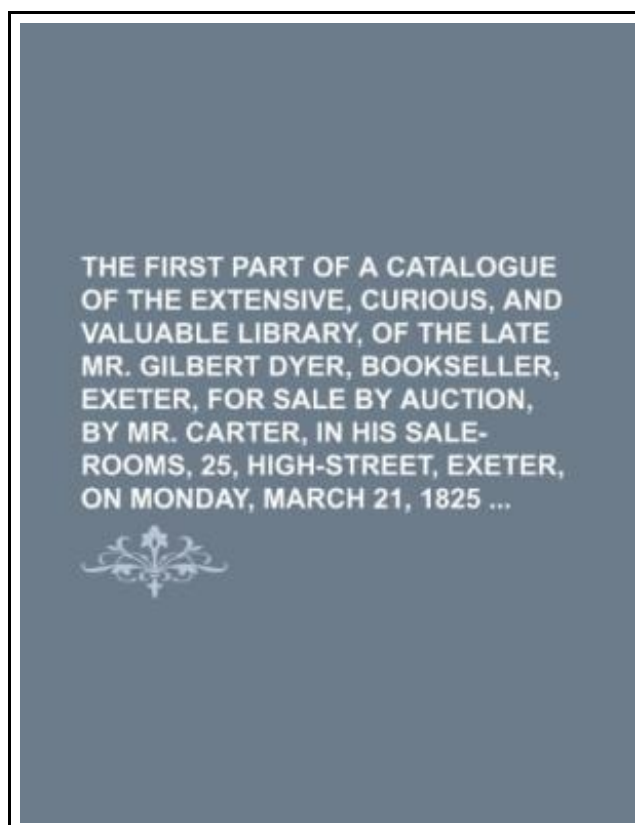 THE FIRST PART OF A CATALOGUE
OF THE EXTENSIVE, CURIOUS, AND
VALUABLE LIBRARY, OF THE LATE
MR. GILBERT DYER, BOOKSELLER,
EXETER, FOR SALE BY AUCTION,
BY MR. CARTER, IN HIS SALE-
ROOMS, 25, HIGH-STREET, EXETER,
ON MONDAY, MARCH 21, 1825 ...